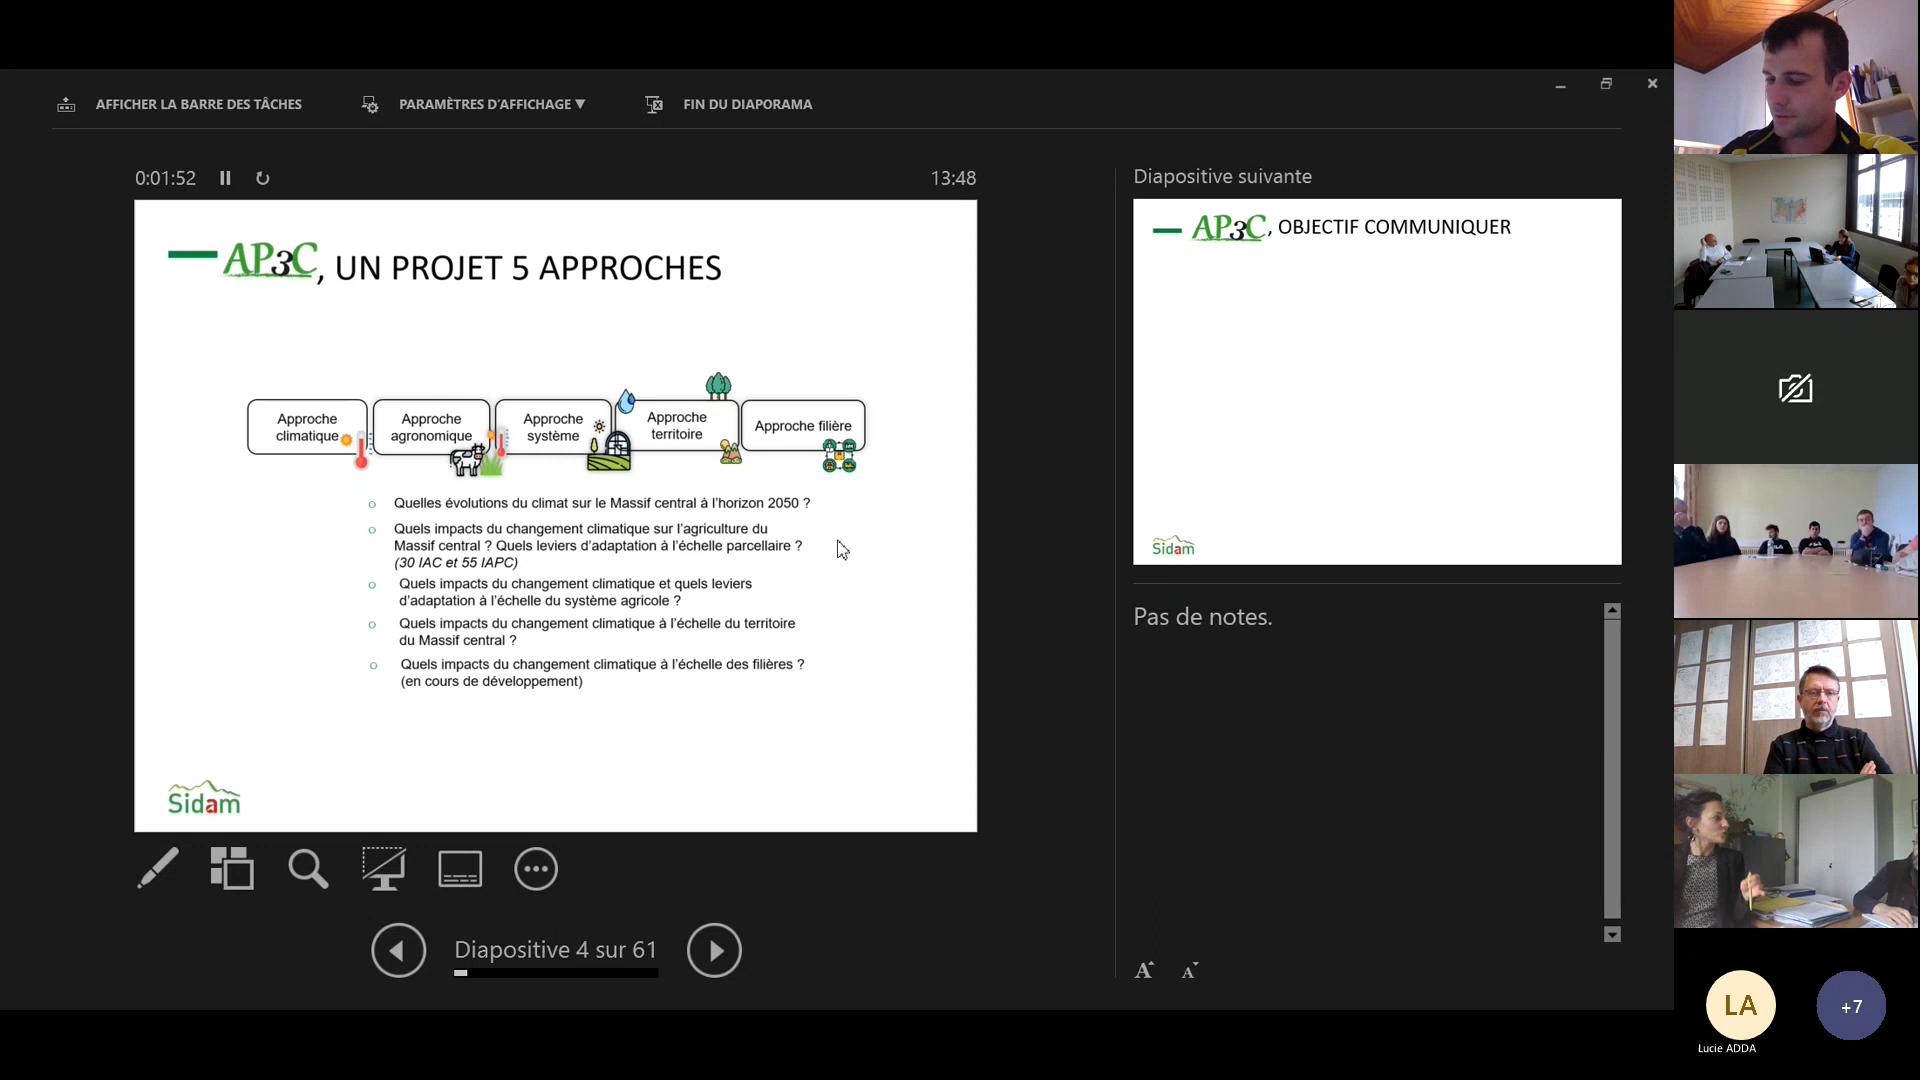 AFFICHER LA BARRE DES TÂCHES
PARAMÈTRES D'AFFICHAGE ▼
FIN DU DIAPORAMA
0:01:52
13:48
AP3C, UN PROJET 5 APPROCHES
Approche
climatique
Approche
agronomique
Approche
système
Approche
territoire
Approche filière
o Quelles évolutions du climat sur le Massif central à l'horizon 2050 ?
o Quels impacts du changement climatique sur l'agriculture du
Massif central ? Quels leviers d'adaptation à l'échelle parcellaire ?
(30 IAC et 55 IAPC)
o Quels impacts du changement climatique et quels leviers
d'adaptation à l'échelle du système agricole ?
o Quels impacts du changement climatique à l'échelle du territoire
du Massif central ?
o Quels impacts du changement climatique à l'échelle des filières ?
(en cours de développement)
Sidam
Diapositive 4 sur 61
Diapositive suivante
AP3C, OBJECTIF COMMUNIQUER
Sidam
Pas de notes.
A A
LA
Lucie ADDA
+7